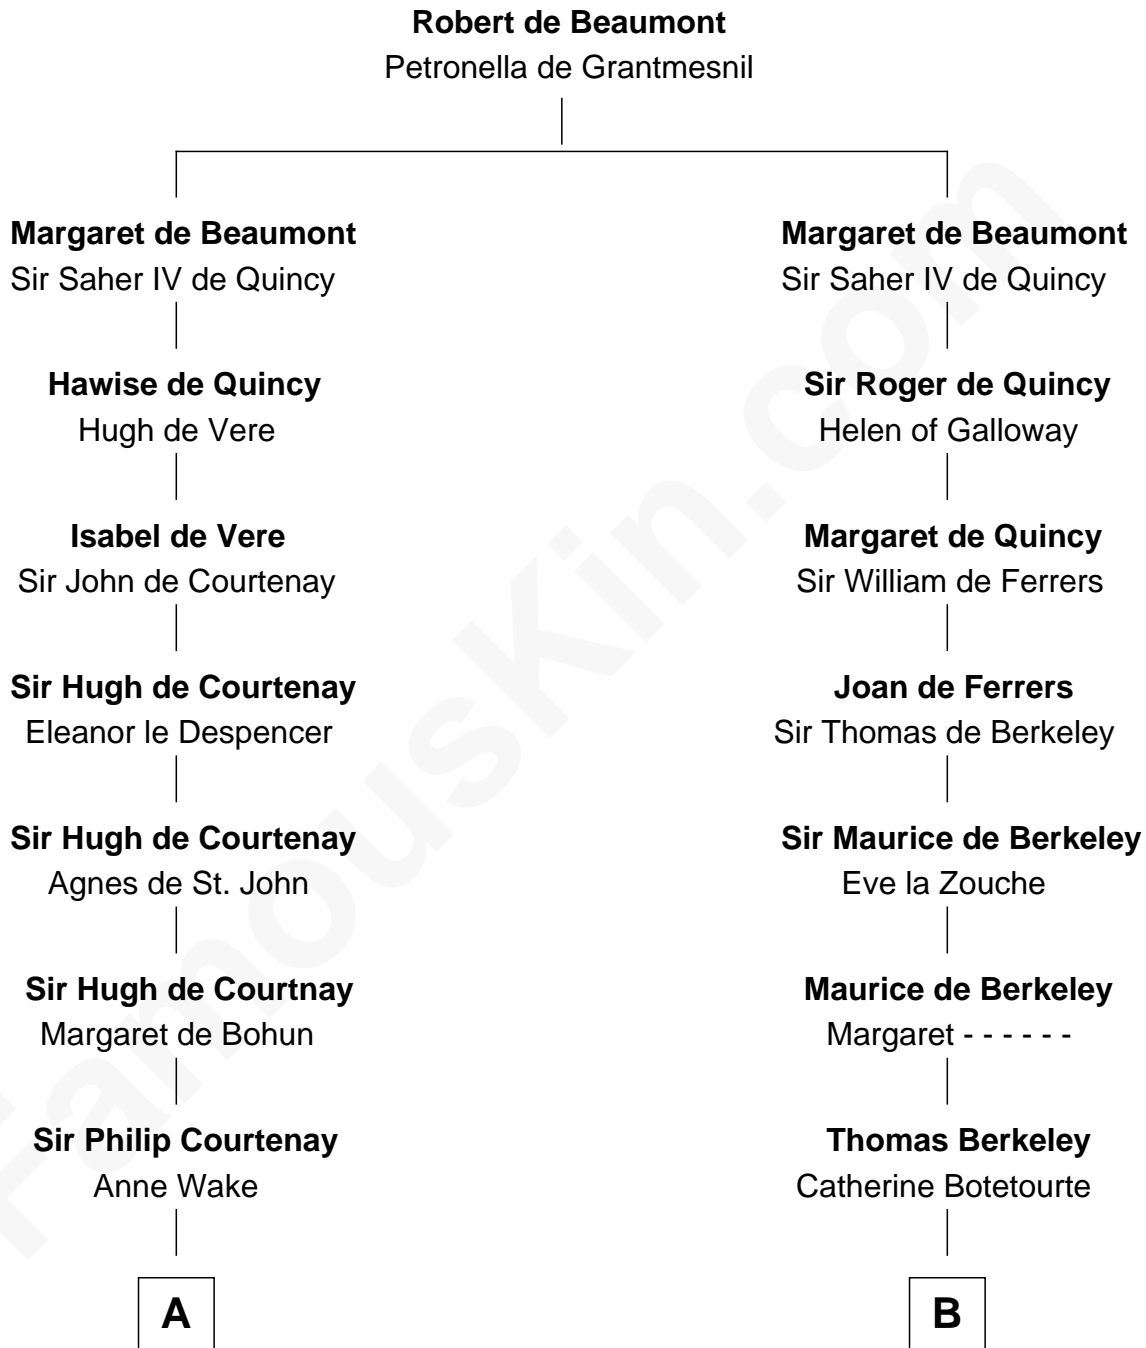 Robert de Beaumont
Petronella de Grantmesnil
Margaret de Beaumont
Sir Saher IV de Quincy
Hawise de Quincy
Hugh de Vere
Isabel de Vere
Sir John de Courtenay
Sir Hugh de Courtenay
Eleanor le Despencer
Sir Hugh de Courtenay
Agnes de St. John
Sir Hugh de Courtnay
Margaret de Bohun
Sir Philip Courtenay
Anne Wake
A
Margaret de Beaumont
Sir Saher IV de Quincy
Sir Roger de Quincy
Helen of Galloway
Margaret de Quincy
Sir William de Ferrers
Joan de Ferrers
Sir Thomas de Berkeley
Sir Maurice de Berkeley
Eve la Zouche
Maurice de Berkeley
Margaret - - - - - -
Thomas Berkeley
Catherine Botetourte
B
FamousKin.com